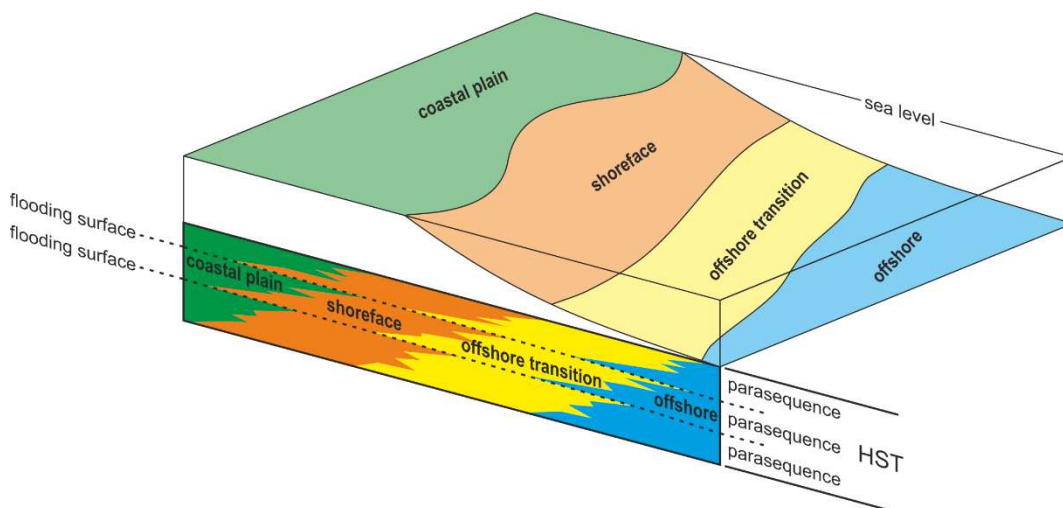 coastal plain
sea level
shoreface
offshore transition
offshore
flooding surface
flooding surface
coastal plain
shoreface
offshore transition
offshore
parasequence
parasequence
parasequence
HST